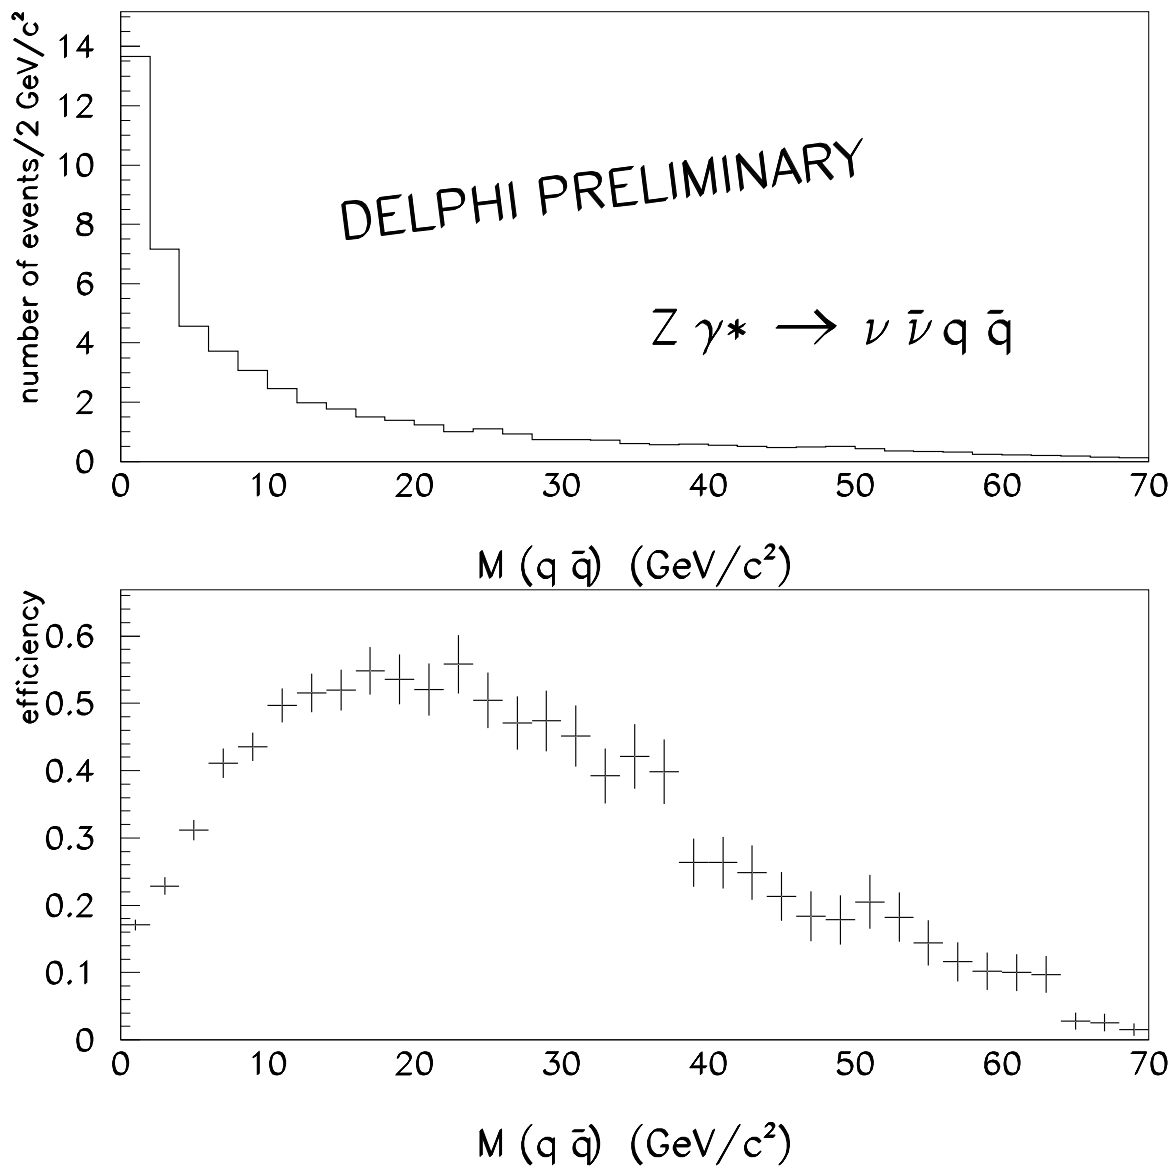 number of events/2 GeV/c²
14
12
10
8
6
4
2
0
DELPHI PRELIMINARY
Z γ* → ν ν̄ q q̄
0 10 20 30 40 50 60 70
M (q q̄) (GeV/c²)
efficiency
0.6
0.5
0.4
0.3
0.2
0.1
0
0 10 20 30 40 50 60 70
M (q q̄) (GeV/c²)